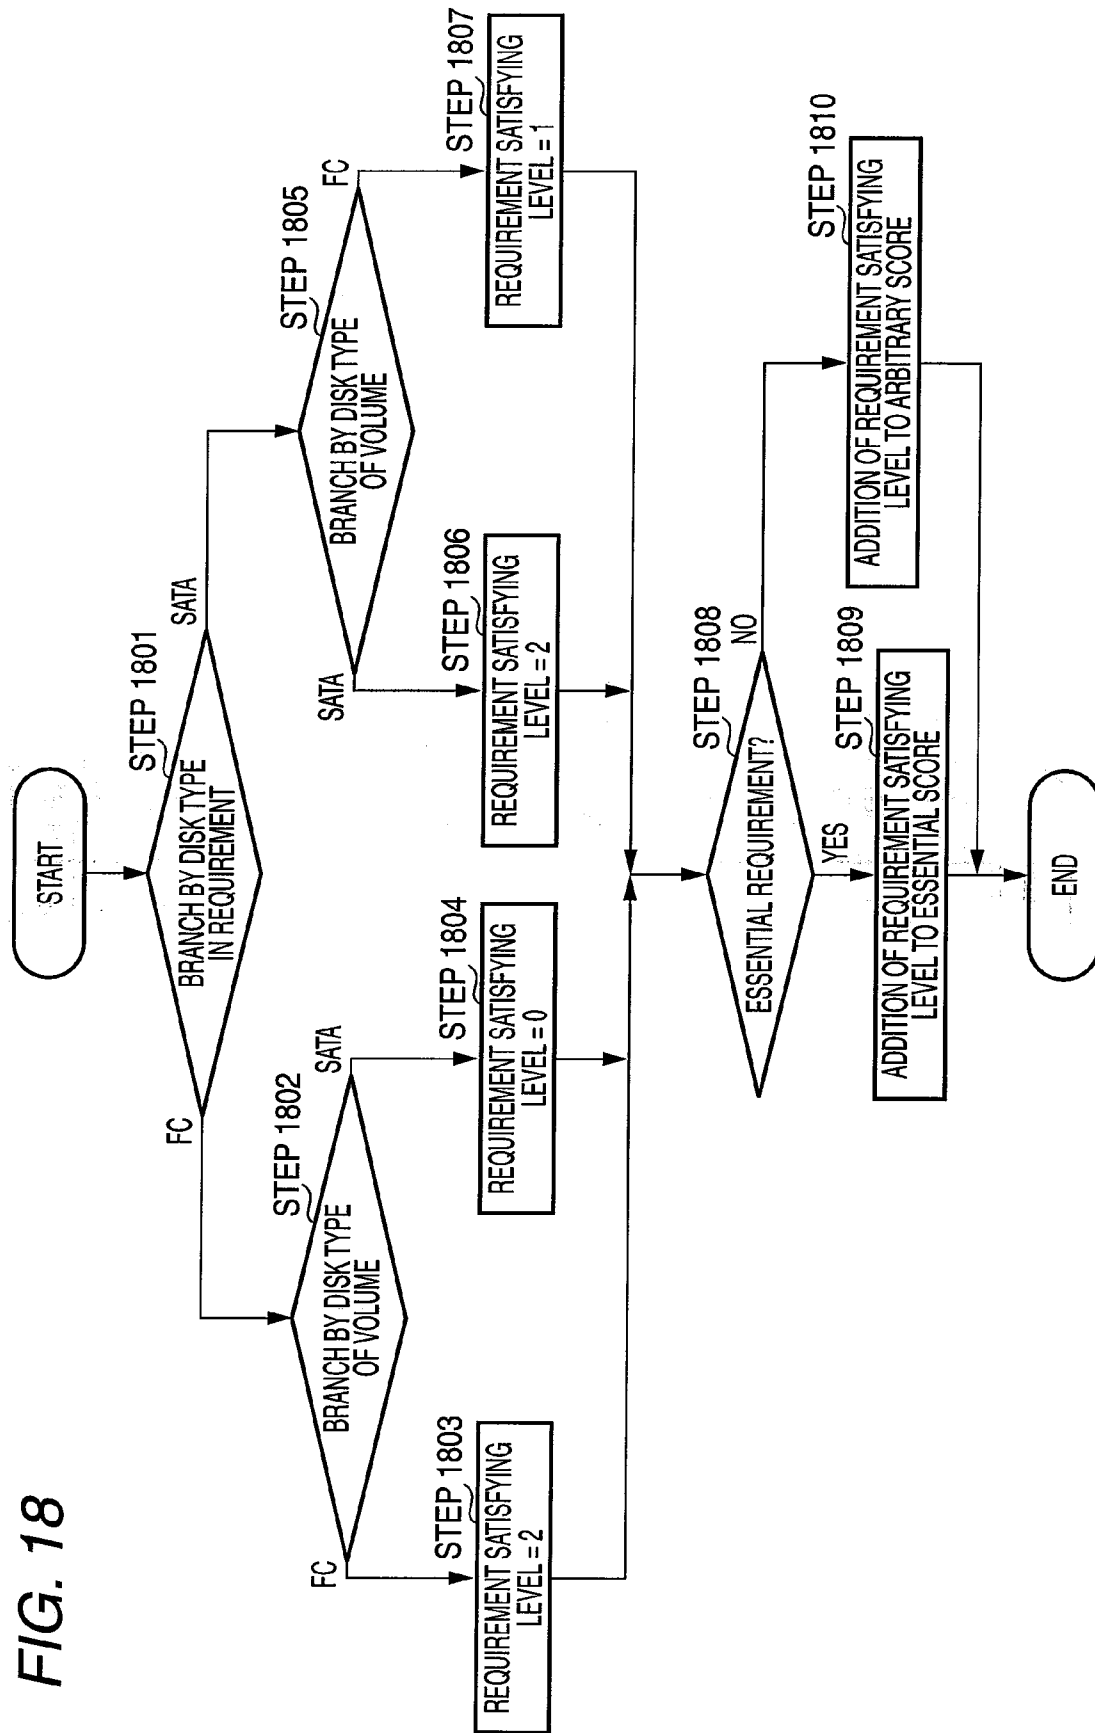 FIG. 18
START
STEP 1801
BRANCH BY DISK TYPE
IN REQUIREMENT
FC
SATA
STEP 1802
BRANCH BY DISK TYPE
OF VOLUME
FC
SATA
STEP 1805
BRANCH BY DISK TYPE
OF VOLUME
SATA
FC
STEP 1803
REQUIREMENT SATISFYING
LEVEL = 2
STEP 1804
REQUIREMENT SATISFYING
LEVEL = 0
STEP 1806
REQUIREMENT SATISFYING
LEVEL = 2
STEP 1807
REQUIREMENT SATISFYING
LEVEL = 1
STEP 1808
ESSENTIAL REQUIREMENT?
NO
YES
STEP 1809
ADDITION OF REQUIREMENT SATISFYING
LEVEL TO ESSENTIAL SCORE
STEP 1810
ADDITION OF REQUIREMENT SATISFYING
LEVEL TO ARBITRARY SCORE
END